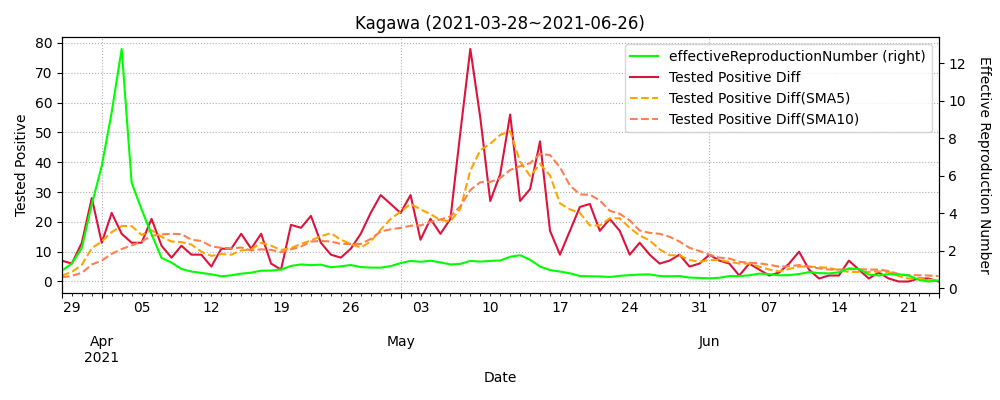 Kagawa (2021-03-28~2021-06-26)
80
70
60
50
40
30
20
10
0
Tested Positive
effectiveReproductionNumber (right)
Tested Positive Diff
Tested Positive Diff(SMA5)
Tested Positive Diff(SMA10)
12
10
8
6
4
2
0
Effective Reproduction Number
29 05 12 19 26 03 10 17 24 31 07 14 21
Apr May Jun
2021
Date